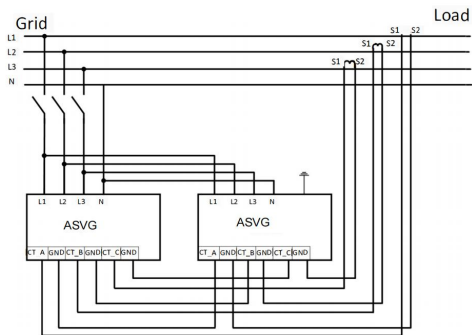 Grid
Load
L1 S1 S2
L2 S1 S2
L3 S1 S2
N
L1 L2 L3 N
L1 L2 L3 N
ASVG
ASVG
CT A GND CT_B GND CT_C GND
CT_A GND CT_B GND CT_C GND